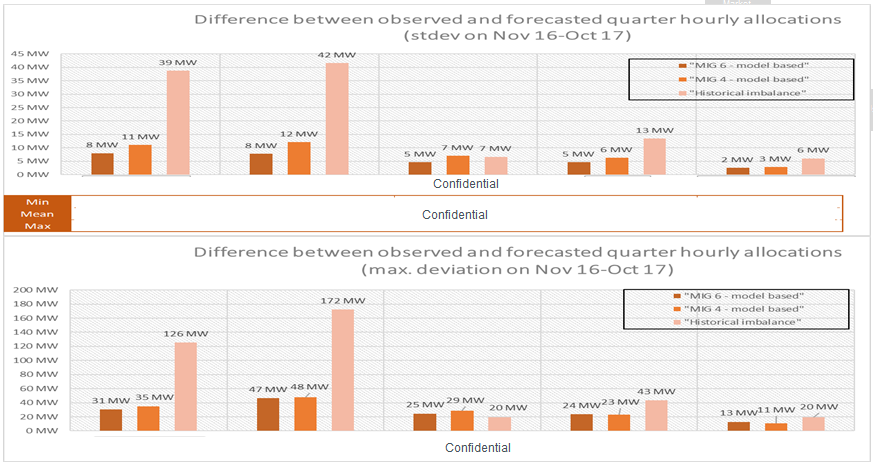 Difference between observed and forecasted quarter hourly allocations
(stdev on Nov 16-Oct 17)
45 MW
40 MW
35 MW
30 MW
25 MW
20 MW
15 MW
10 MW
5 MW
0 MW
8 MW 11 MW 39 MW
8 MW 12 MW 42 MW
5 MW 7 MW 7 MW
5 MW 6 MW 13 MW
2 MW 3 MW 6 MW
"MIG 6 - model based"
"MIG 4 - model based"
"Historical imbalance"
Confidential
Min
Mean
Max
Confidential
Difference between observed and forecasted quarter hourly allocations
(max. deviation on Nov 16-Oct 17)
200 MW
180 MW
160 MW
140 MW
120 MW
100 MW
80 MW
60 MW
40 MW
20 MW
0 MW
31 MW 35 MW 126 MW
47 MW 48 MW 172 MW
25 MW 29 MW 20 MW
24 MW 23 MW 43 MW
13 MW 11 MW 20 MW
"MIG 6 - model based"
"MIG 4 - model based"
"Historical imbalance"
Confidential